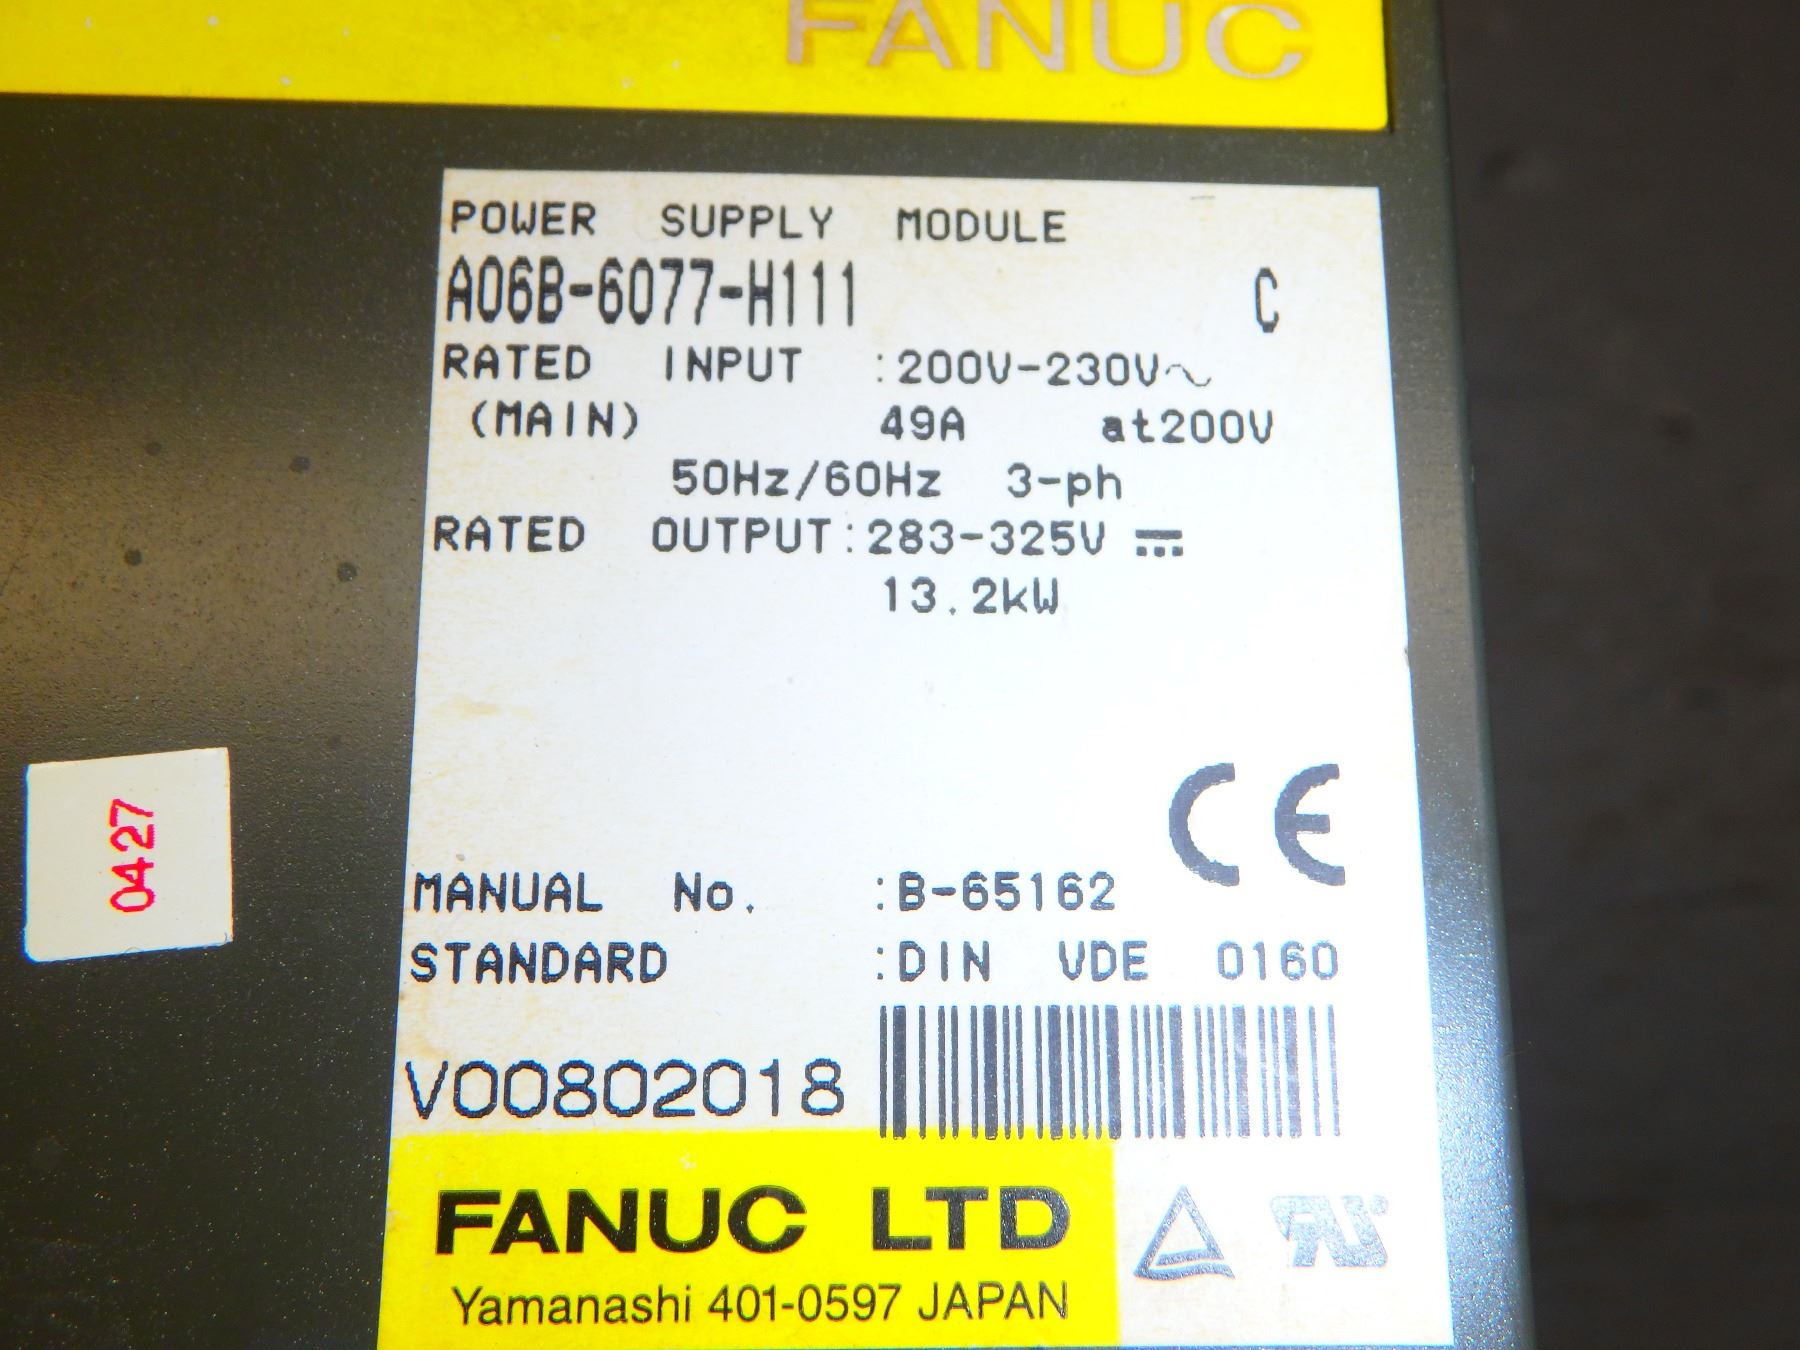 FANUC
POWER SUPPLY MODULE
A06B-6077-H111 C
RATED INPUT :200V-230V~
(MAIN) 49A at200V
50Hz/60Hz 3-ph
RATED OUTPUT:283-325V ⎓
13.2kW
CE
0427
MANUAL No. :B-65162
STANDARD :DIN VDE 0160
V00802018
FANUC LTD
Yamanashi 401-0597 JAPAN